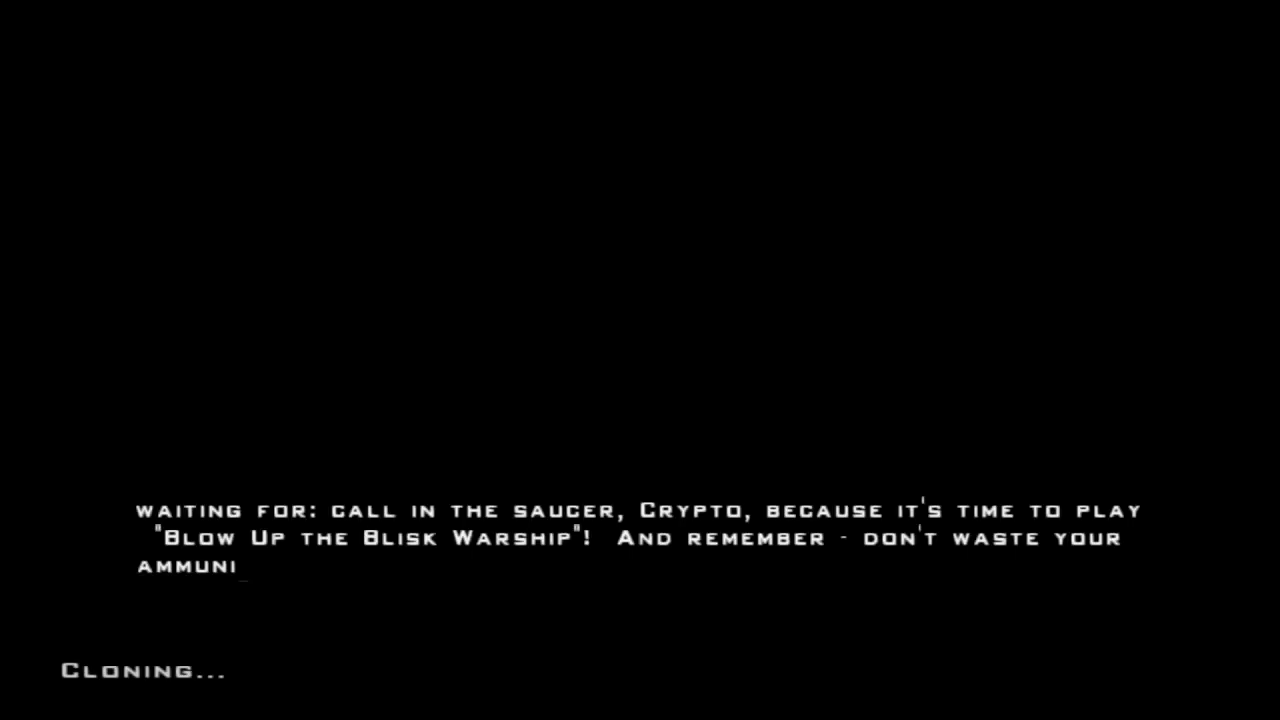 waiting for: call in the saucer, Crypto, because it's time to play
"Blow Up the Blisk Warship"!  And remember - don't waste your
ammuni_
Cloning...